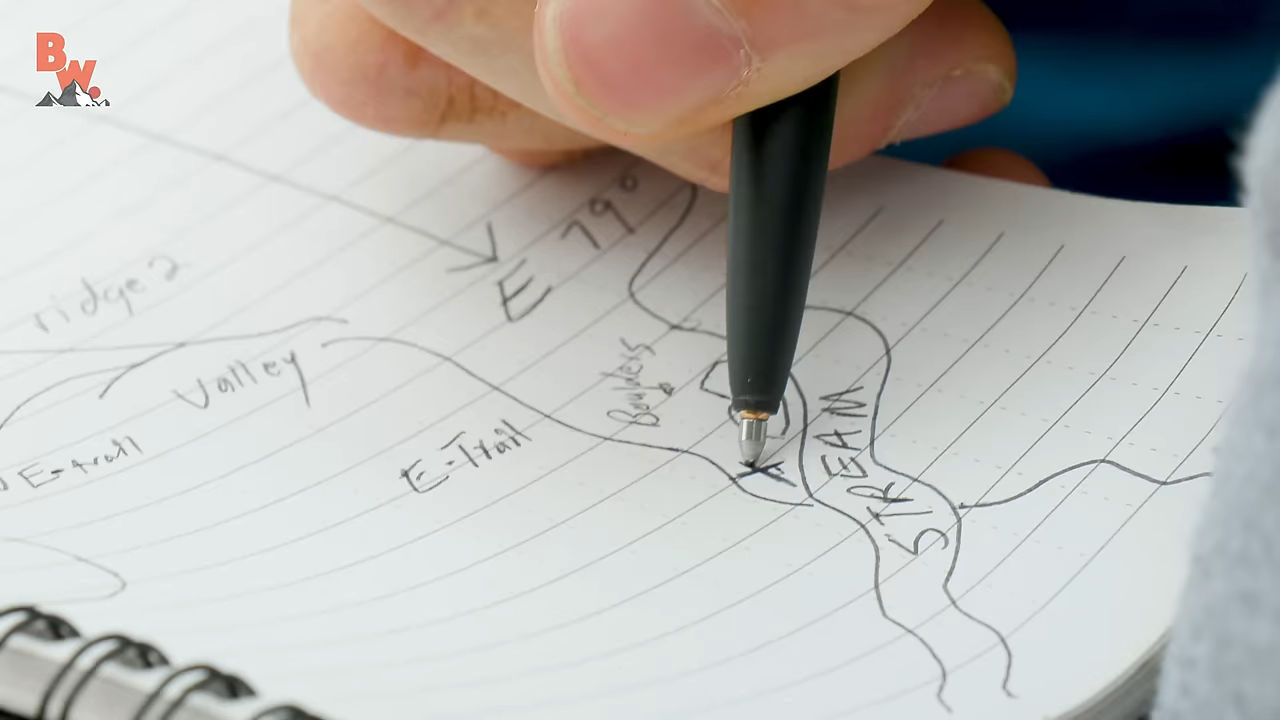 BW.
E 79°
ridge 2
Valley
Boulders
E-trail
E-Trail
STREAM
X